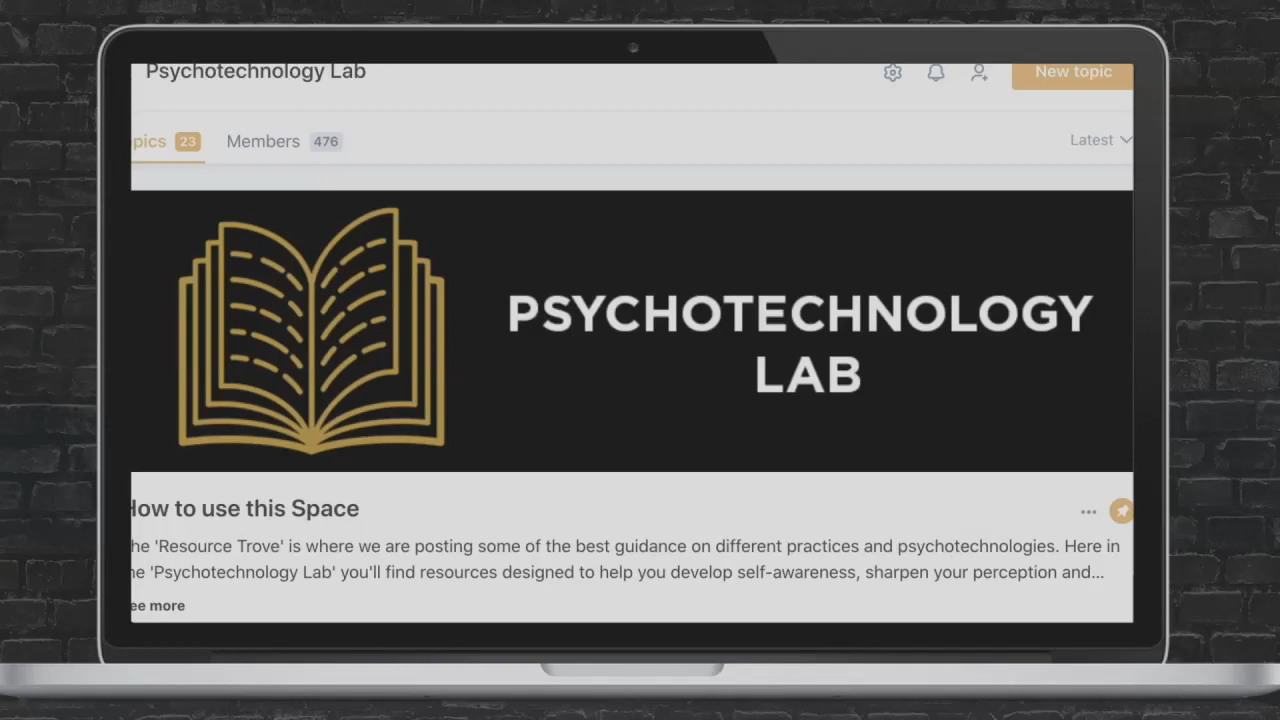 Psychotechnology Lab
New topic
pics 23 Members 476
Latest
PSYCHOTECHNOLOGY
LAB
How to use this Space
he 'Resource Trove' is where we are posting some of the best guidance on different practices and psychotechnologies. Here in
he 'Psychotechnology Lab' you'll find resources designed to help you develop self-awareness, sharpen your perception and...
ee more